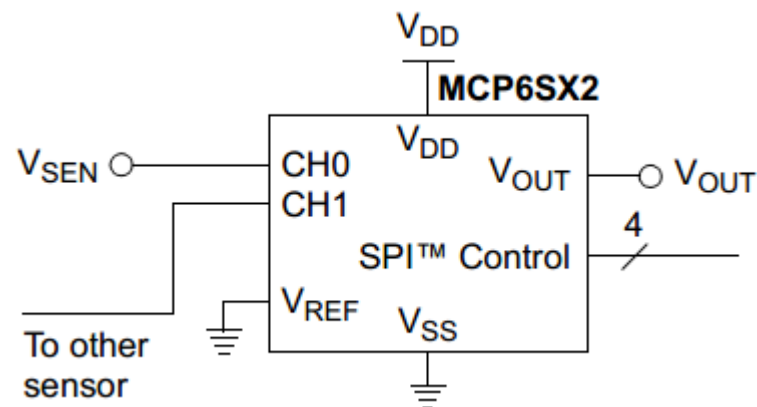 VDD
MCP6SX2
VDD
VSEN
CH0
VOUT
VOUT
CH1
4
SPI™ Control
VREF
VSS
To other
sensor